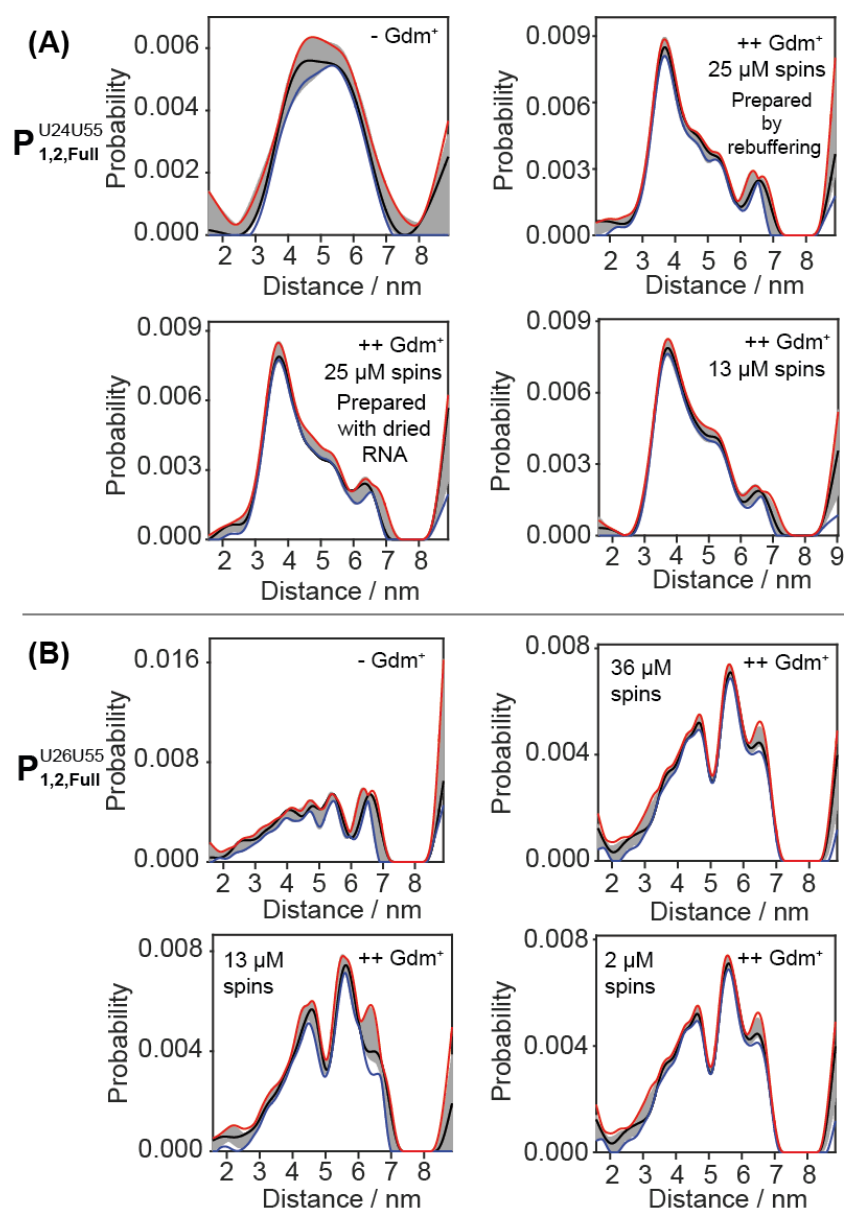 (A)
P U24U55 1,2,Full
Probability
0.006
0.004
0.002
0.000
- Gdm⁺
2 3 4 5 6 7 8
Distance / nm
Probability
0.009
0.006
0.003
0.000
++ Gdm⁺
25 µM spins
Prepared
by
rebuffering
2 3 4 5 6 7 8
Distance / nm
Probability
0.009
0.006
0.003
0.000
++ Gdm⁺
25 µM spins
Prepared
with dried
RNA
2 3 4 5 6 7 8
Distance / nm
Probability
0.009
0.006
0.003
0.000
++ Gdm⁺
13 µM spins
2 3 4 5 6 7 8 9
Distance / nm
(B)
P U26U55 1,2,Full
Probability
0.016
0.008
0.000
- Gdm⁺
2 3 4 5 6 7 8
Distance / nm
Probability
0.008
0.004
0.000
36 µM
spins
++ Gdm⁺
2 3 4 5 6 7 8
Distance / nm
Probability
0.008
0.004
0.000
13 µM
spins
++ Gdm⁺
2 3 4 5 6 7 8
Distance / nm
Probability
0.008
0.004
0.000
2 µM
spins
++ Gdm⁺
2 3 4 5 6 7 8
Distance / nm